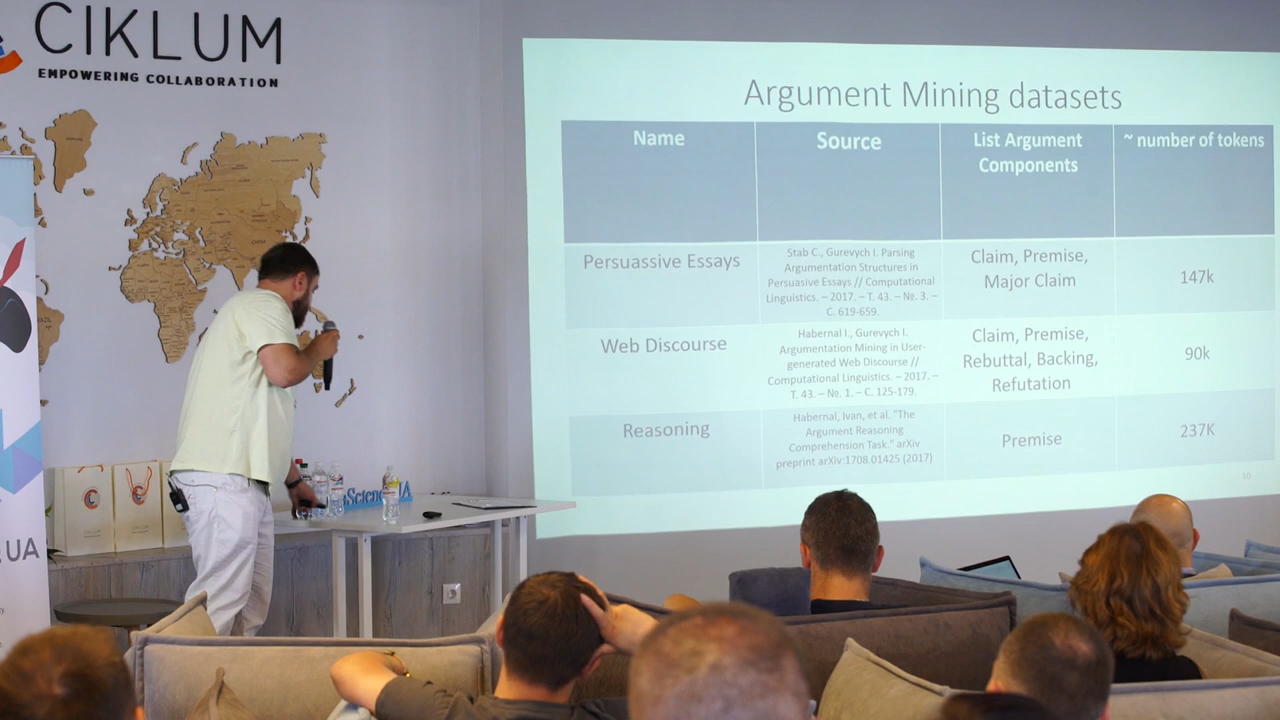 CIKLUM
EMPOWERING COLLABORATION
Argument Mining datasets
Name
Source
List Argument
Components
~ number of tokens
Persuassive Essays
Stab C., Gurevych I. Parsing
Argumentation Structures in
Persuasive Essays // Computational
Linguistics. – 2017. – T. 43. – №. 3. –
C. 619-659.
Claim, Premise,
Major Claim
147k
Web Discourse
Habernal I., Gurevych I.
Argumentation Mining in User-
generated Web Discourse //
Computational Linguistics. – 2017. –
T. 43. – №. 1. – C. 125-179.
Claim, Premise,
Rebuttal, Backing,
Refutation
90k
Reasoning
Habernal, Ivan, et al. "The
Argument Reasoning
Comprehension Task." arXiv
preprint arXiv:1708.01425 (2017)
Premise
237K
10
UA